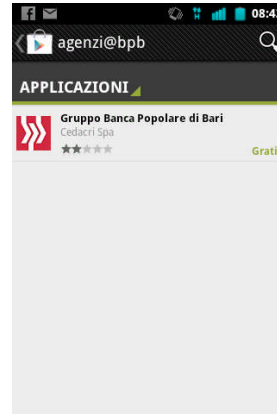 08:4
agenzi@bpb
APPLICAZIONI
Gruppo Banca Popolare di Bari
Cedacri Spa
Grati